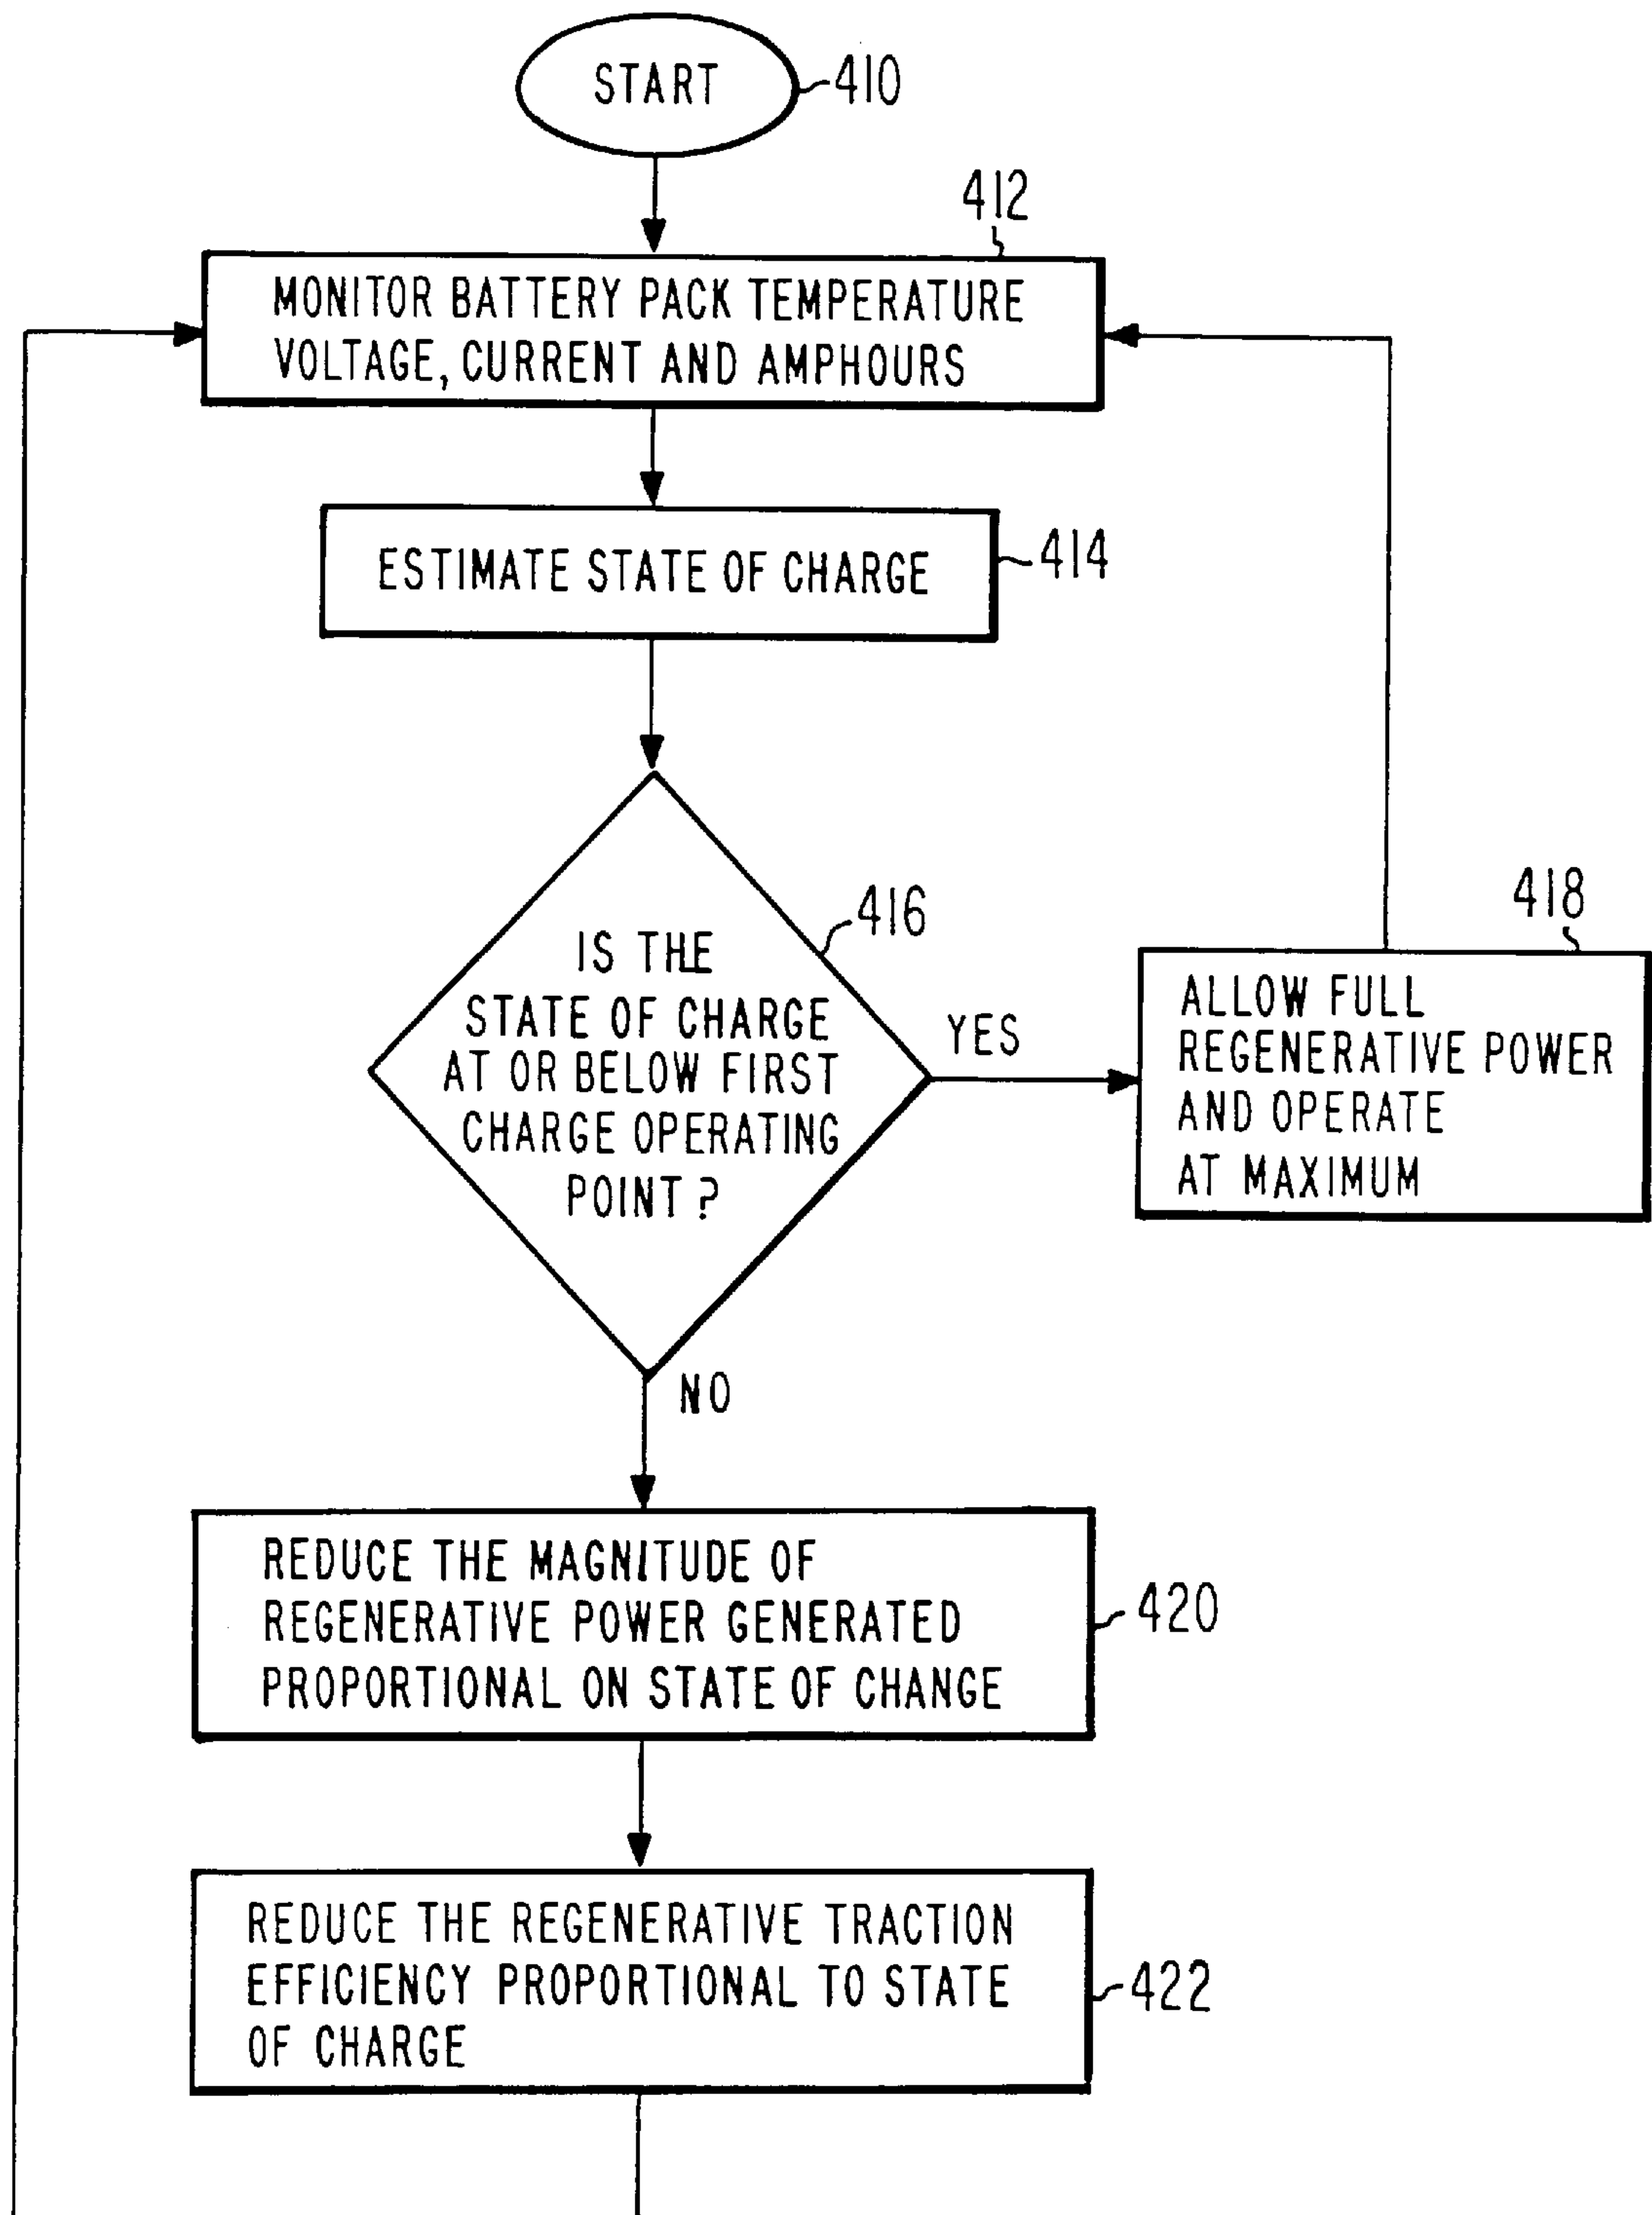 START
410
412
MONITOR BATTERY PACK TEMPERATURE
VOLTAGE, CURRENT AND AMPHOURS
ESTIMATE STATE OF CHARGE
414
416
IS THE
STATE OF CHARGE
AT OR BELOW FIRST
CHARGE OPERATING
POINT?
YES
418
ALLOW FULL
REGENERATIVE POWER
AND OPERATE
AT MAXIMUM
NO
REDUCE THE MAGNITUDE OF
REGENERATIVE POWER GENERATED
PROPORTIONAL ON STATE OF CHANGE
420
REDUCE THE REGENERATIVE TRACTION
EFFICIENCY PROPORTIONAL TO STATE
OF CHARGE
422